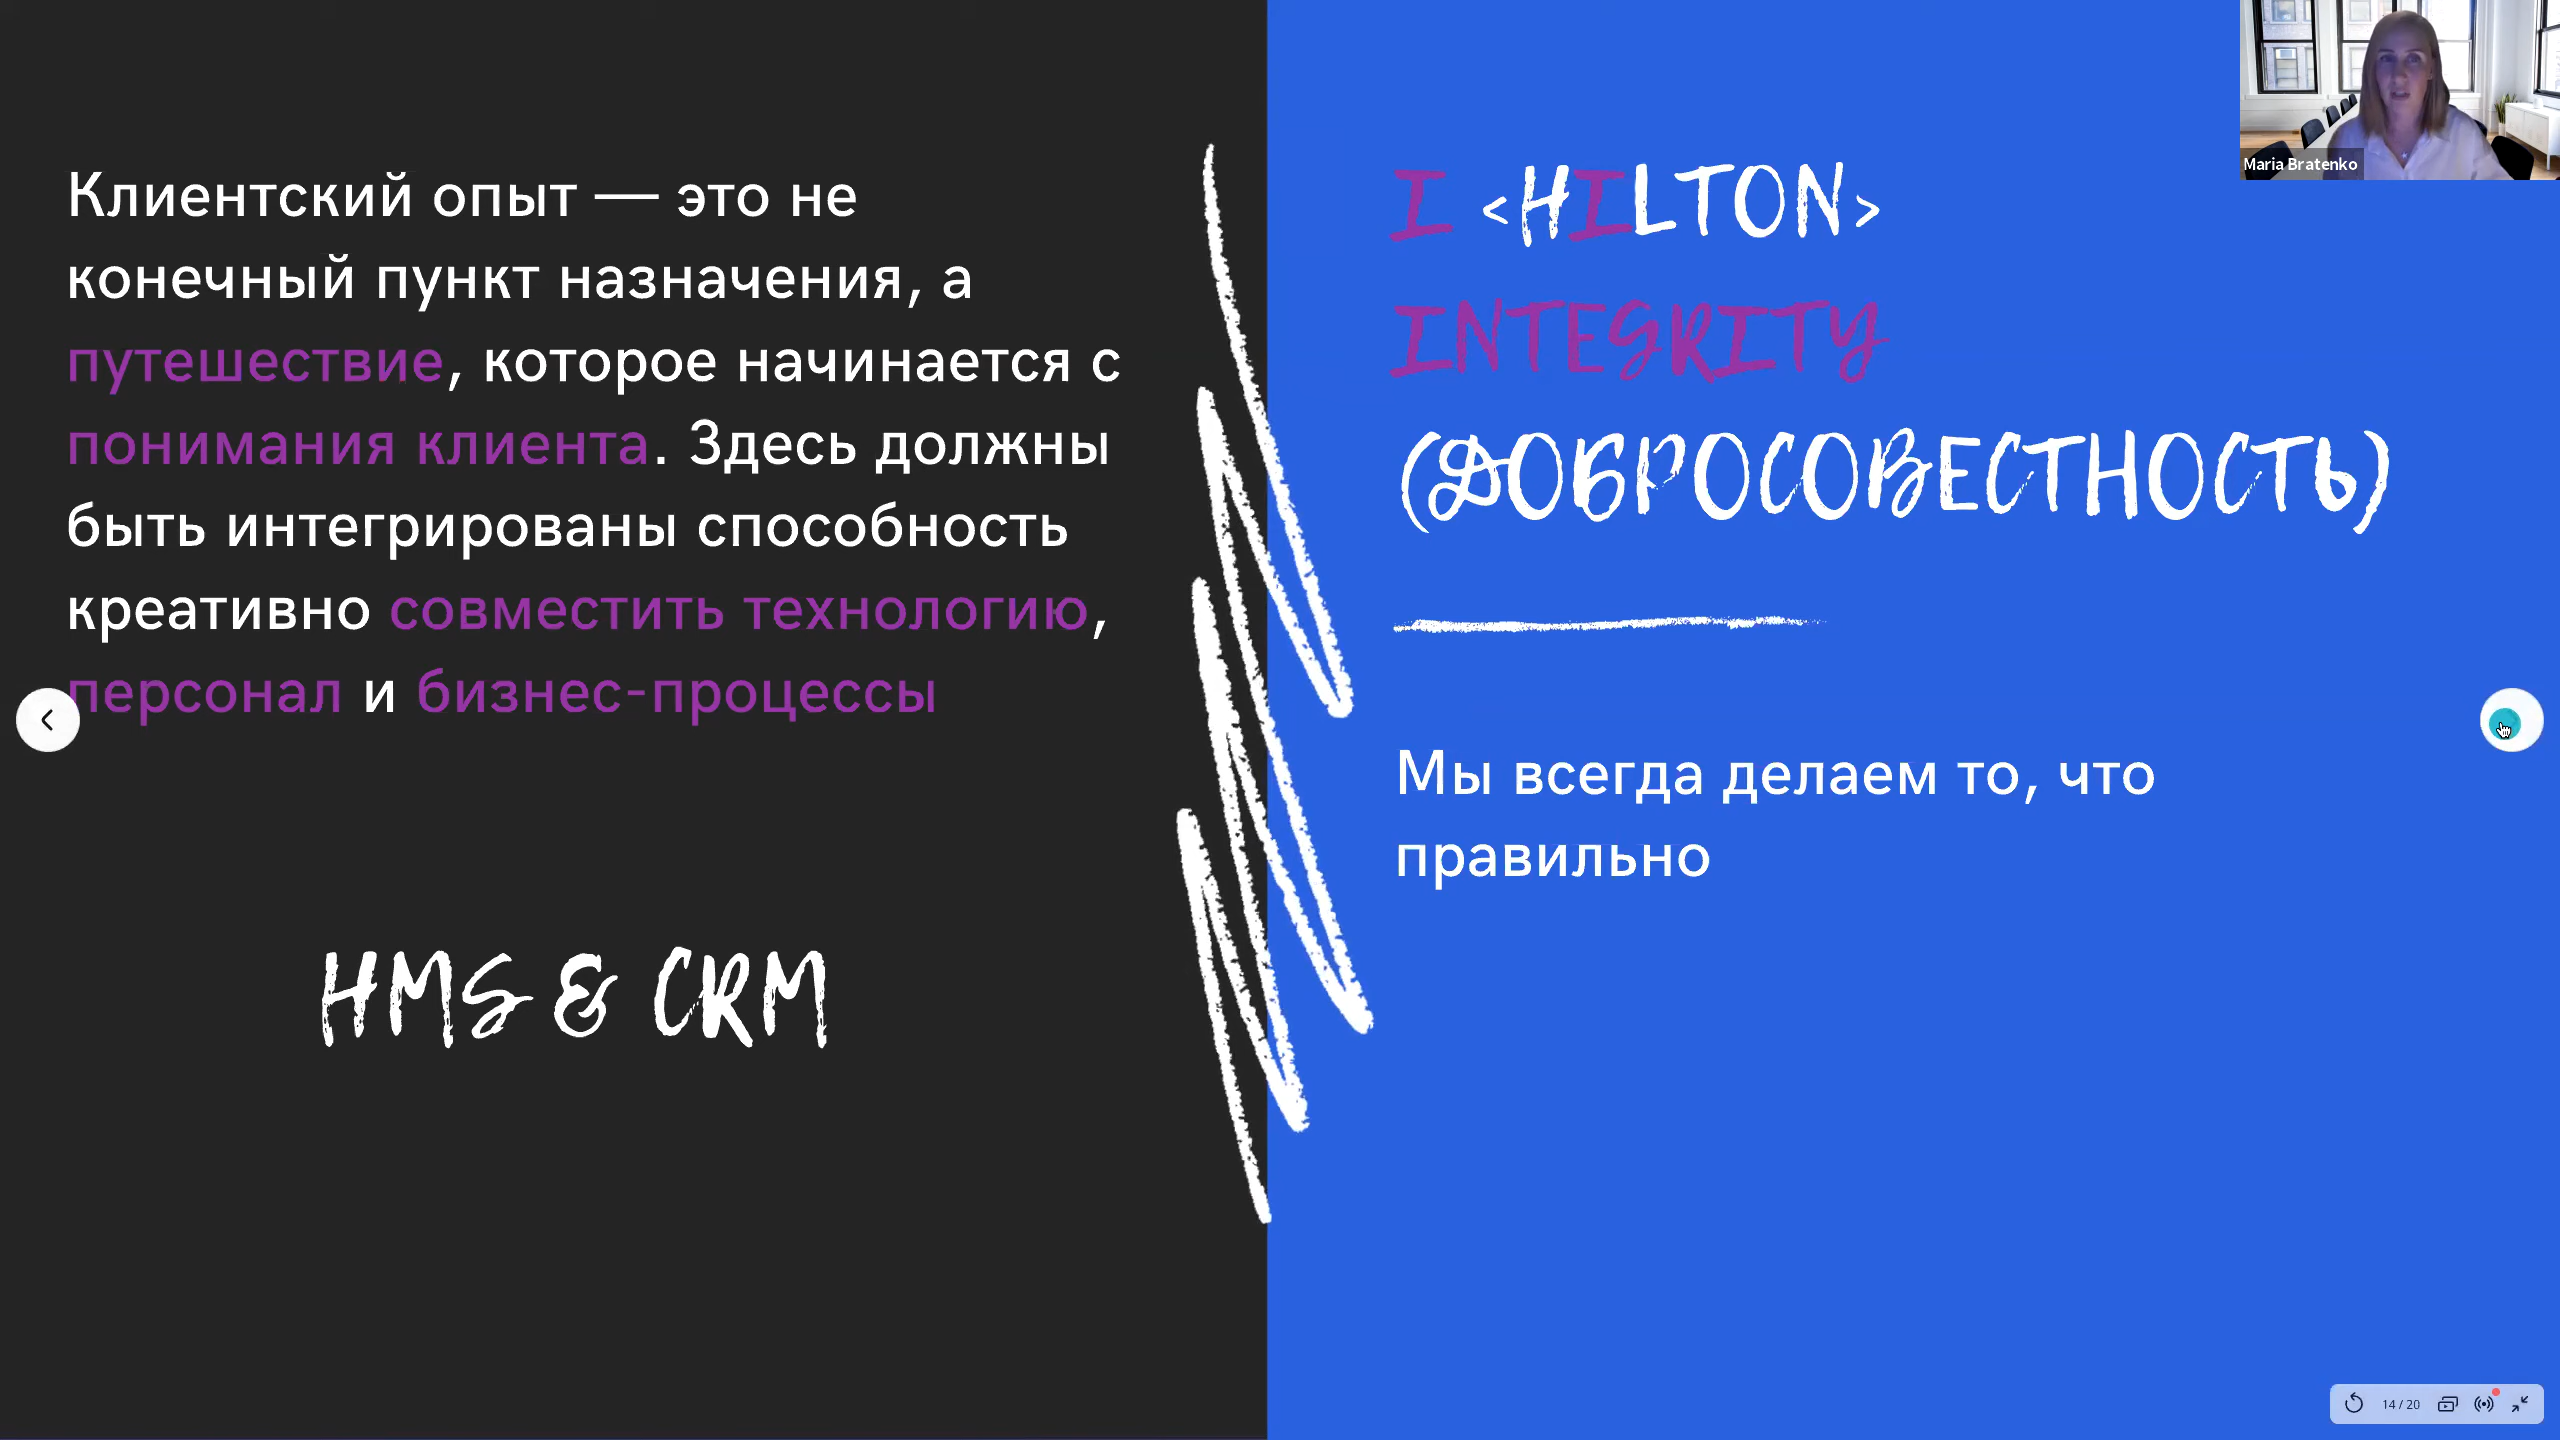 Клиентский опыт — это не
конечный пункт назначения, а
путешествие, которое начинается с
понимания клиента. Здесь должны
быть интегрированы способность
креативно совместить технологию,
персонал и бизнес-процессы
HMS & CRM
I <HILTON>
INTEGRITY
(ДОБРОСОВЕСТНОСТЬ)
Мы всегда делаем то, что
правильно
Maria Bratenko
14 / 20